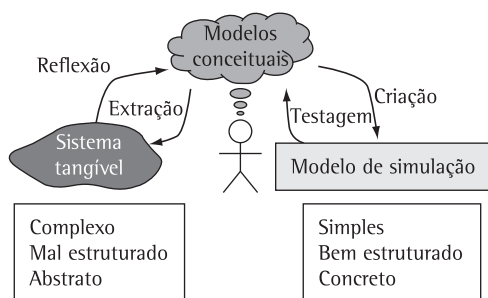 Modelos
conceituais
Reflexão
Extração
Criação
Testagem
Sistema
tangível
Modelo de simulação
Complexo
Mal estruturado
Abstrato
Simples
Bem estruturado
Concreto